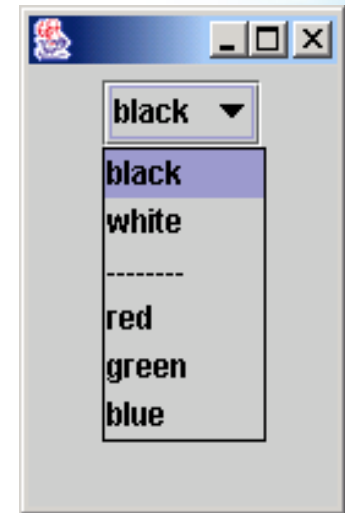 black
black
white
--------
red
green
blue